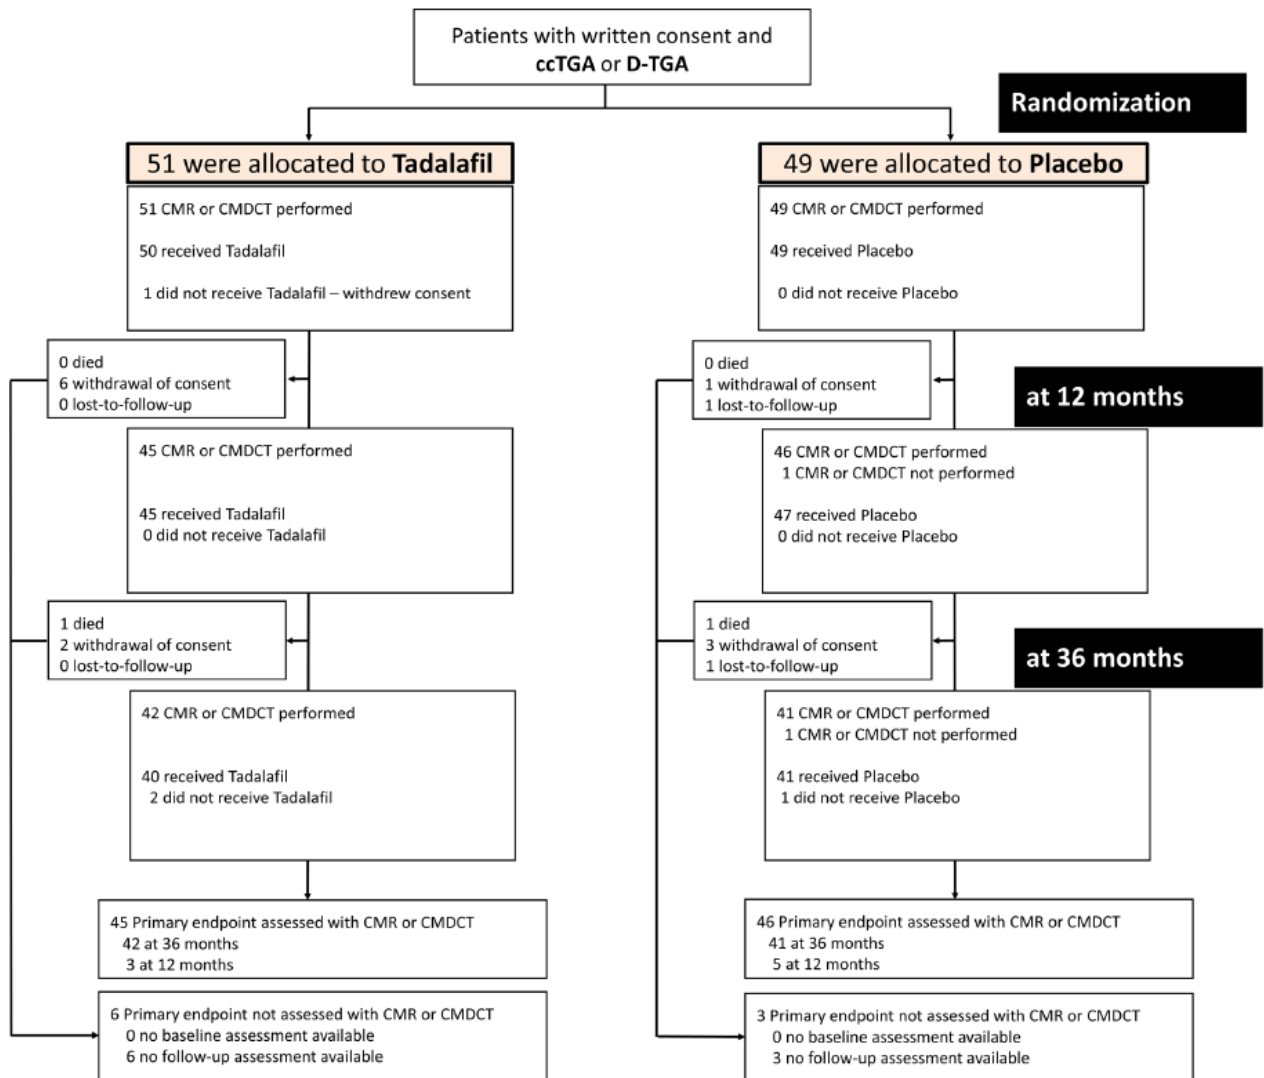 Patients with written consent and
ccTGA or D-TGA
Randomization
51 were allocated to Tadalafil
51 CMR or CMDCT performed
50 received Tadalafil
1 did not receive Tadalafil – withdrew consent
49 were allocated to Placebo
49 CMR or CMDCT performed
49 received Placebo
0 did not receive Placebo
0 died
6 withdrawal of consent
0 lost-to-follow-up
0 died
1 withdrawal of consent
1 lost-to-follow-up
at 12 months
45 CMR or CMDCT performed
45 received Tadalafil
0 did not receive Tadalafil
46 CMR or CMDCT performed
1 CMR or CMDCT not performed
47 received Placebo
0 did not receive Placebo
1 died
2 withdrawal of consent
0 lost-to-follow-up
1 died
3 withdrawal of consent
1 lost-to-follow-up
at 36 months
42 CMR or CMDCT performed
40 received Tadalafil
2 did not receive Tadalafil
41 CMR or CMDCT performed
1 CMR or CMDCT not performed
41 received Placebo
1 did not receive Placebo
45 Primary endpoint assessed with CMR or CMDCT
42 at 36 months
3 at 12 months
46 Primary endpoint assessed with CMR or CMDCT
41 at 36 months
5 at 12 months
6 Primary endpoint not assessed with CMR or CMDCT
0 no baseline assessment available
6 no follow-up assessment available
3 Primary endpoint not assessed with CMR or CMDCT
0 no baseline assessment available
3 no follow-up assessment available